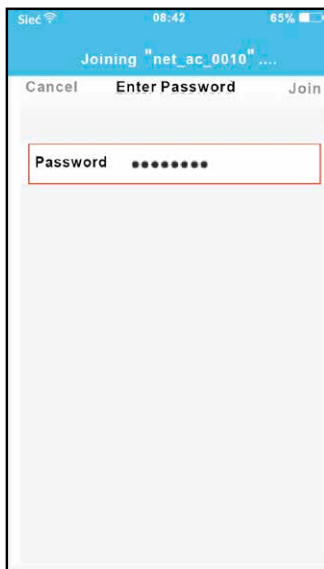 Sieć 08:42 65%
Joining "net_ac_0010" ....
Cancel Enter Password Join
Password ●●●●●●●●